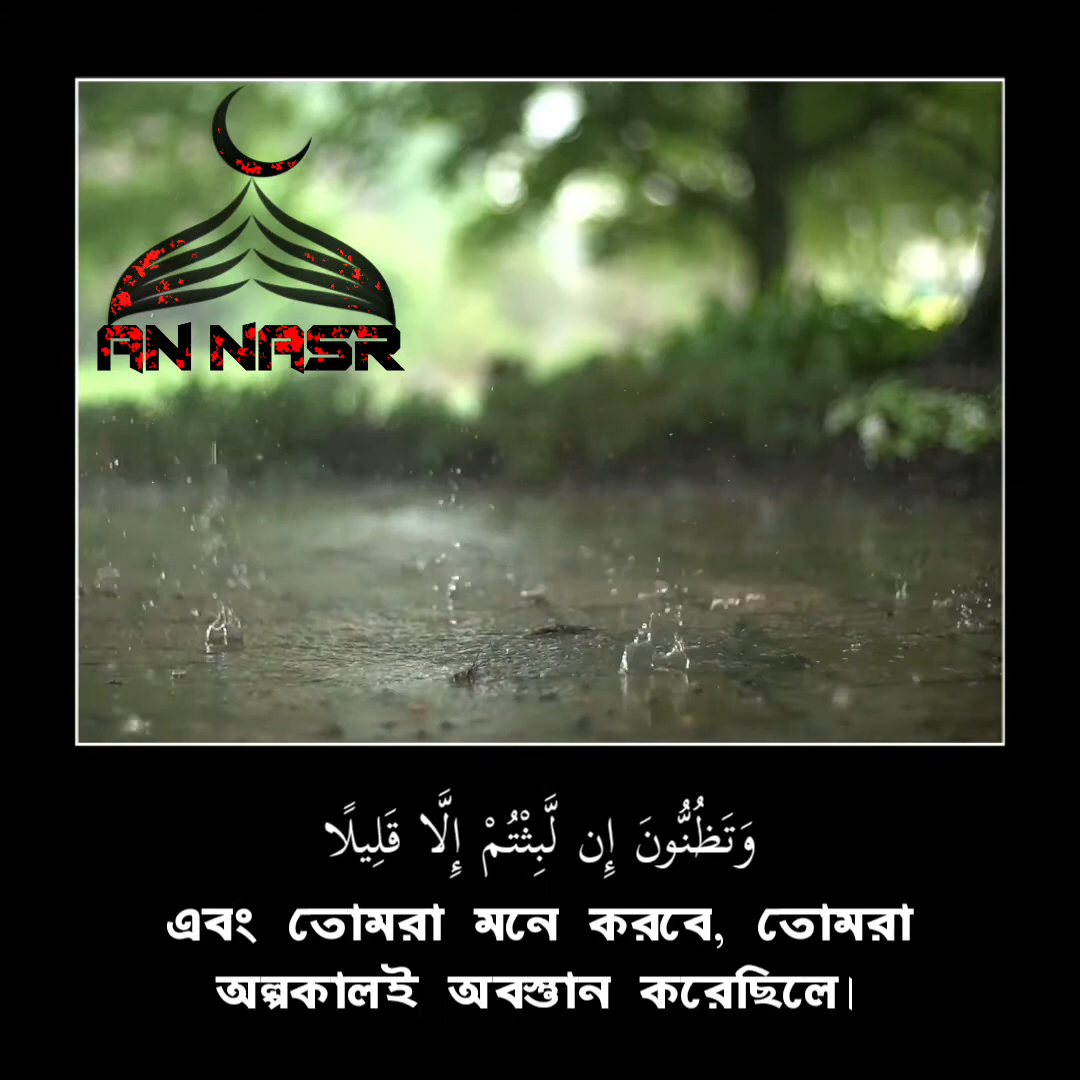 AN NASR
وَتَظُنُّونَ إِن لَّبِثْتُمْ إِلَّا قَلِيلًا
এবং তোমরা মনে করবে, তোমরা
অল্পকালই অবস্তান করেছিলে।